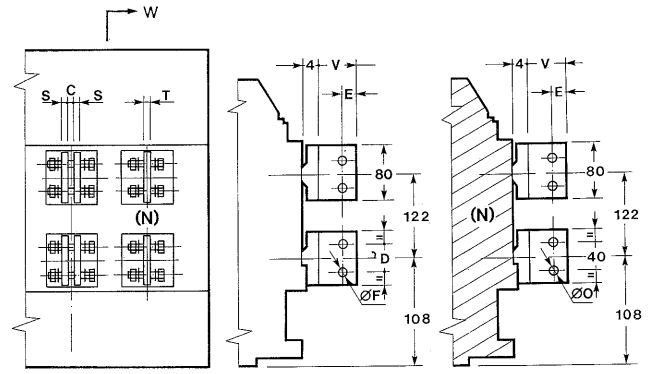 W
S C S T
(N)
4 V
E
80
122
D
=
=
ØF
108
4 V
E
80
(N)
122
=
40
=
ØO
108